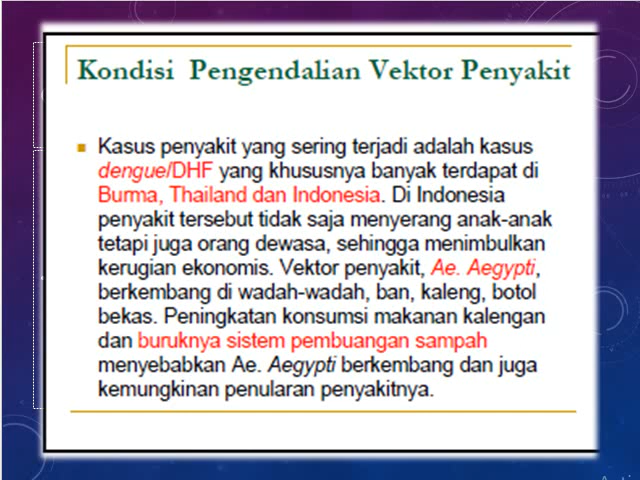 Kondisi Pengendalian Vektor Penyakit
Kasus penyakit yang sering terjadi adalah kasus
dengue/DHF yang khususnya banyak terdapat di
Burma, Thailand dan Indonesia. Di Indonesia
penyakit tersebut tidak saja menyerang anak-anak
tetapi juga orang dewasa, sehingga menimbulkan
kerugian ekonomis. Vektor penyakit, Ae. Aegypti,
berkembang di wadah-wadah, ban, kaleng, botol
bekas. Peningkatan konsumsi makanan kalengan
dan buruknya sistem pembuangan sampah
menyebabkan Ae. Aegypti berkembang dan juga
kemungkinan penularan penyakitnya.